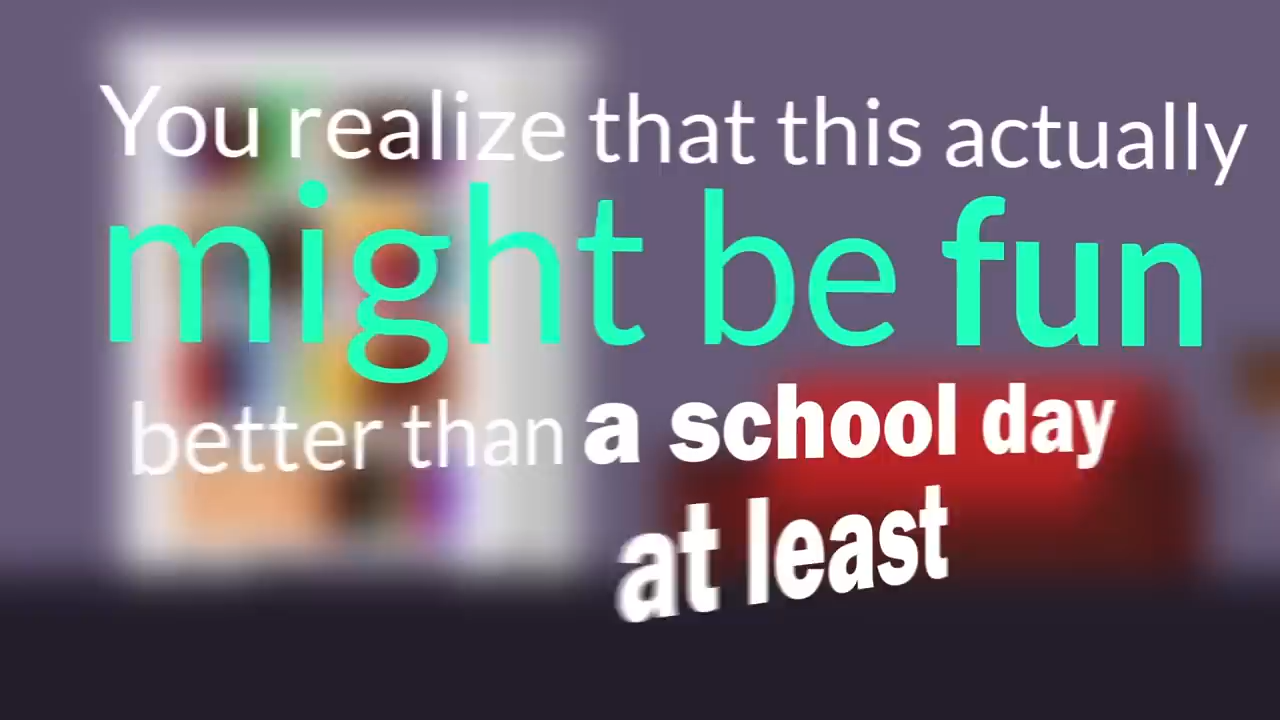 You realize that this actually
might be fun
better than a school day
at least